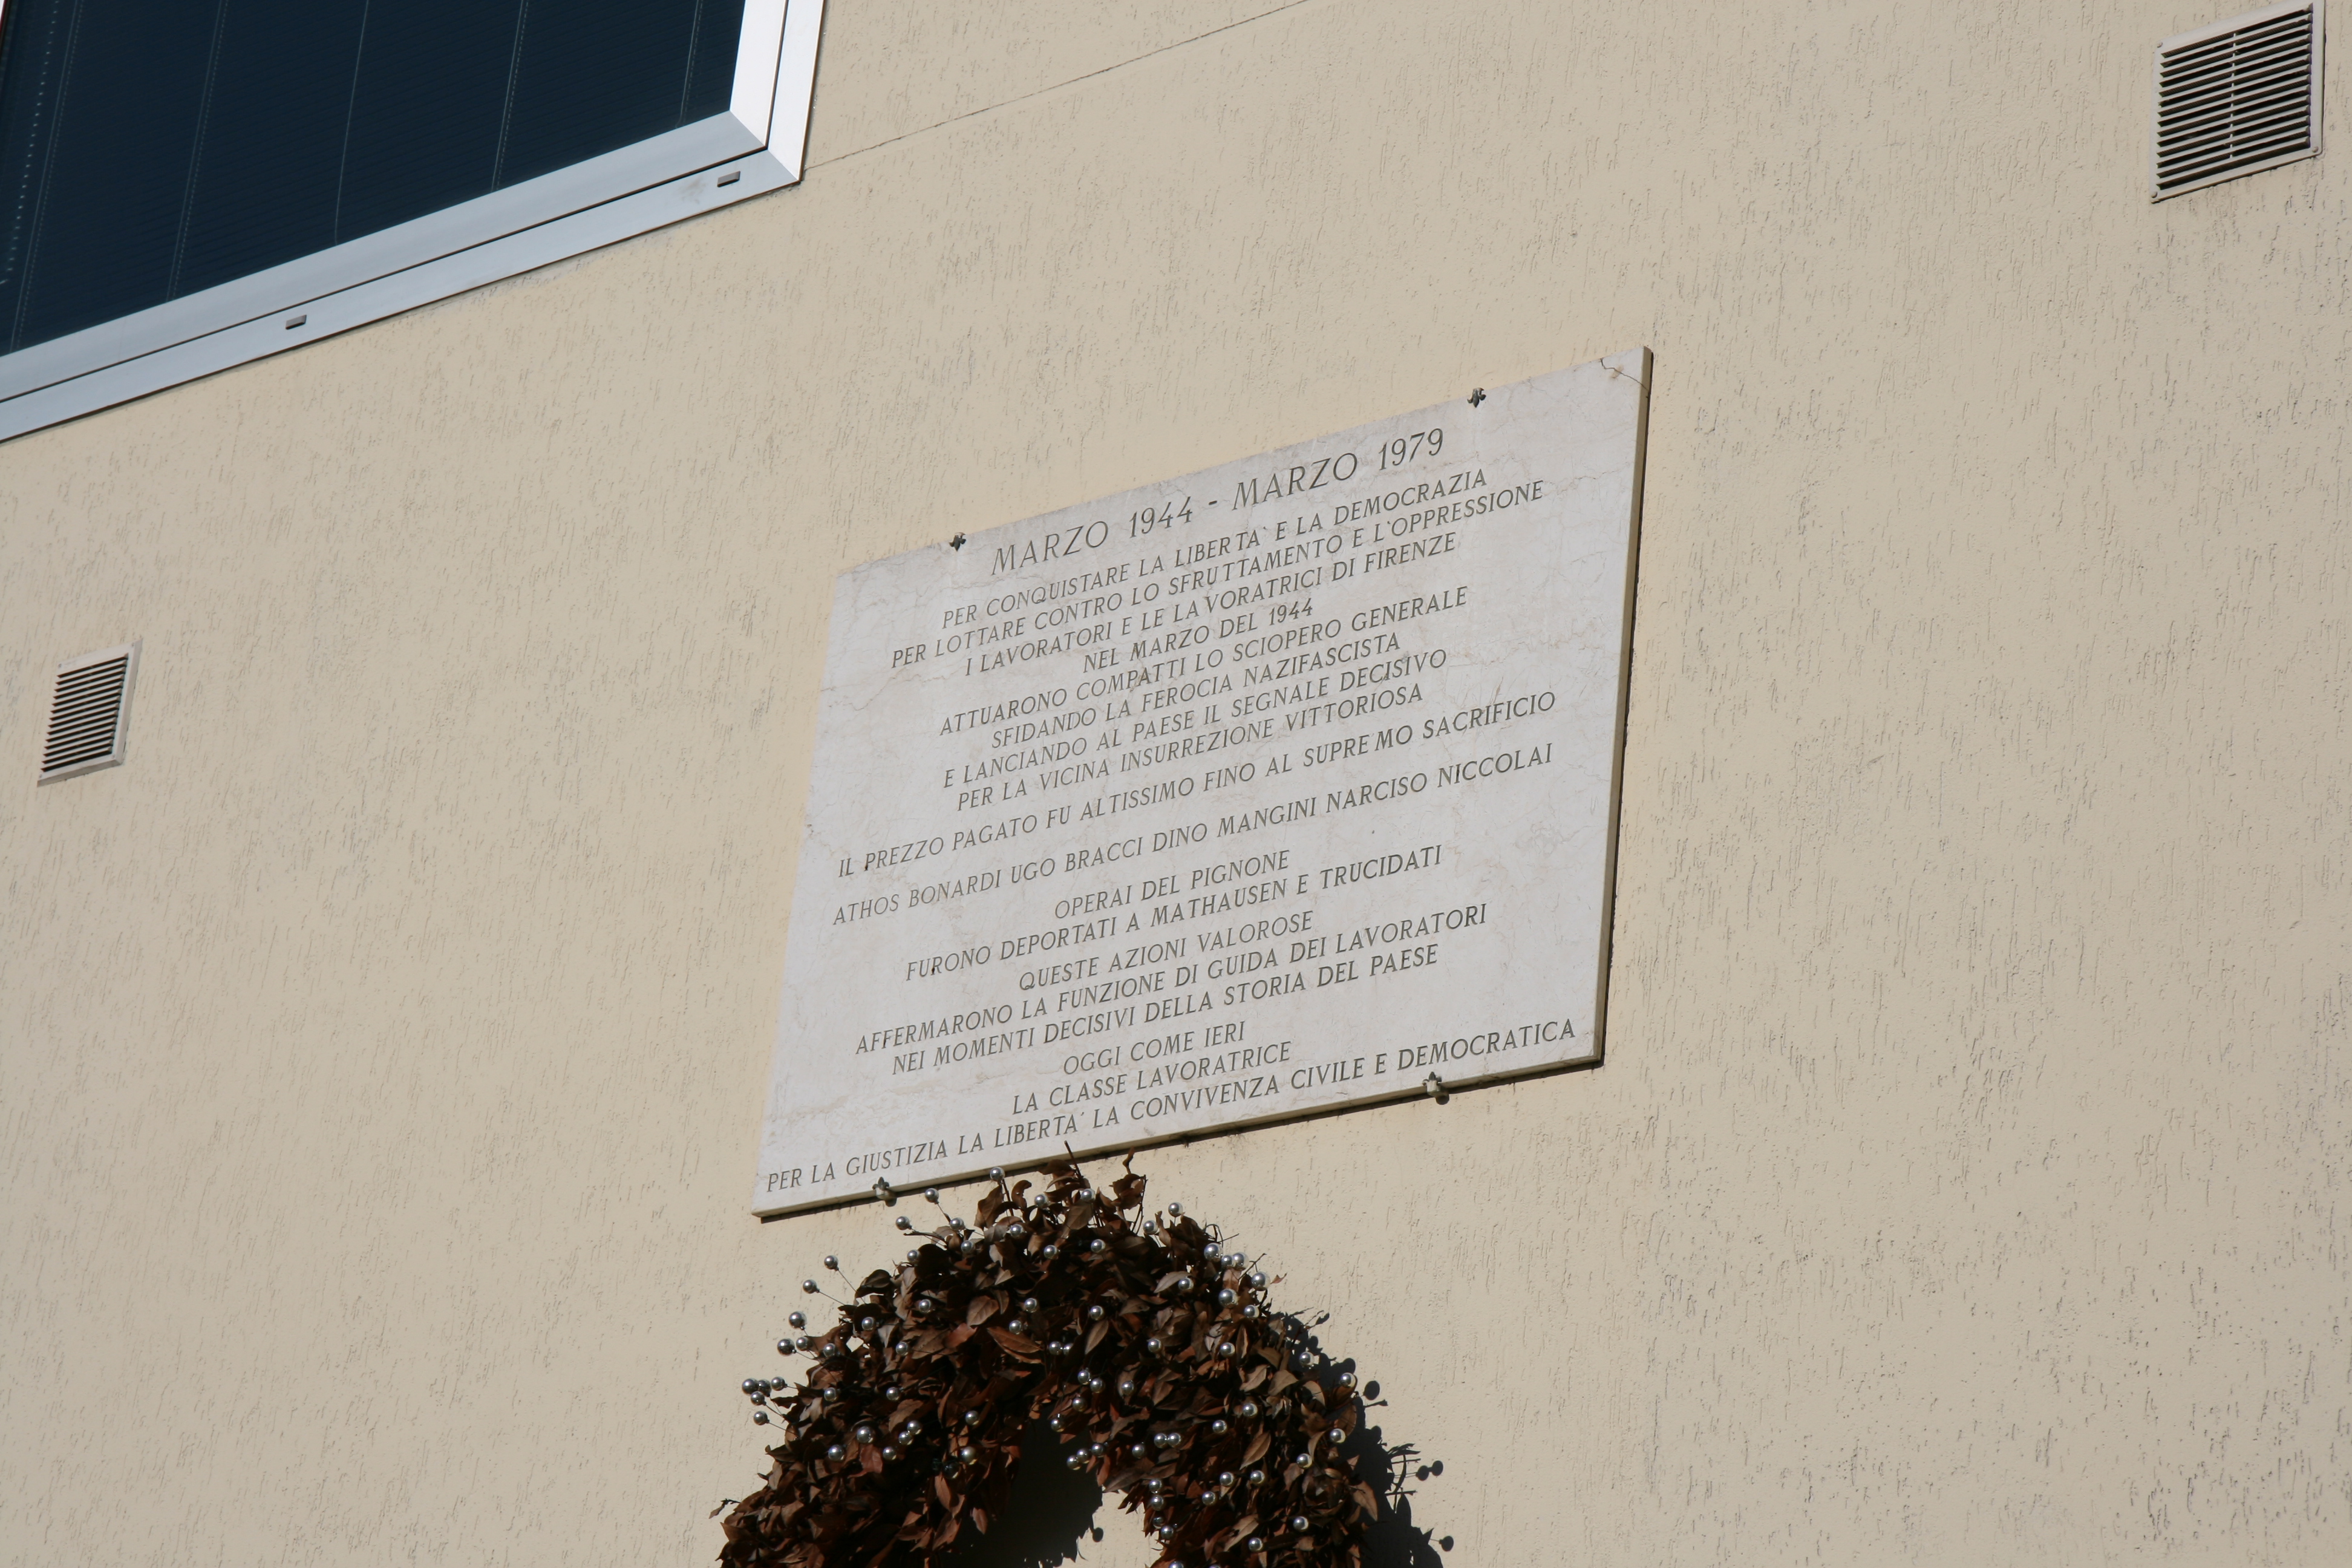 MARZO 1944 - MARZO 1979
PER CONQUISTARE LA LIBERTA` E LA DEMOCRAZIA
PER LOTTARE CONTRO LO SFRUTTAMENTO E L'OPPRESSIONE
I LAVORATORI E LE LAVORATRICI DI FIRENZE
NEL MARZO DEL 1944
ATTUARONO COMPATTI LO SCIOPERO GENERALE
SFIDANDO LA FEROCIA NAZIFASCISTA
E LANCIANDO AL PAESE IL SEGNALE DECISIVO
PER LA VICINA INSURREZIONE VITTORIOSA
IL PREZZO PAGATO FU ALTISSIMO FINO AL SUPREMO SACRIFICIO
ATHOS BONARDI UGO BRACCI DINO MANGINI NARCISO NICCOLAI
OPERAI DEL PIGNONE
FURONO DEPORTATI A MATHAUSEN E TRUCIDATI
QUESTE AZIONI VALOROSE
AFFERMARONO LA FUNZIONE DI GUIDA DEI LAVORATORI
NEI MOMENTI DECISIVI DELLA STORIA DEL PAESE
OGGI COME IERI
LA CLASSE LAVORATRICE
PER LA GIUSTIZIA LA LIBERTA' LA CONVIVENZA CIVILE E DEMOCRATICA